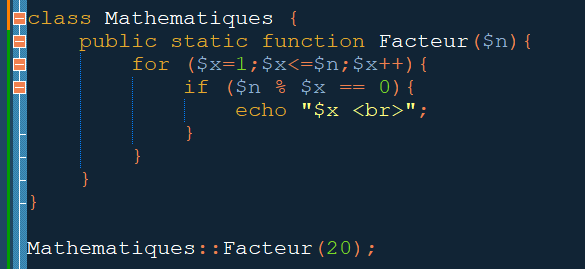 class Mathematiques {
public static function Facteur($n){
for ($x=1;$x<=$n;$x++){
if ($n % $x == 0){
echo "$x <br>";
}
}
}
}
Mathematiques::Facteur(20);